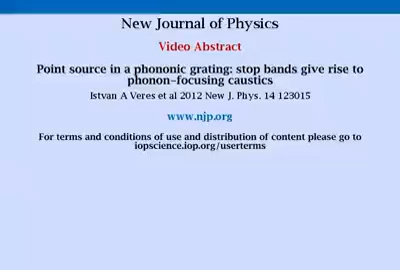 New Journal of Physics
Video Abstract
Point source in a phononic grating: stop bands give rise to
phonon-focusing caustics
Istvan A Veres et al 2012 New J. Phys. 14 123015
www.njp.org
For terms and conditions of use and distribution of content please go to
iopscience.iop.org/userterms